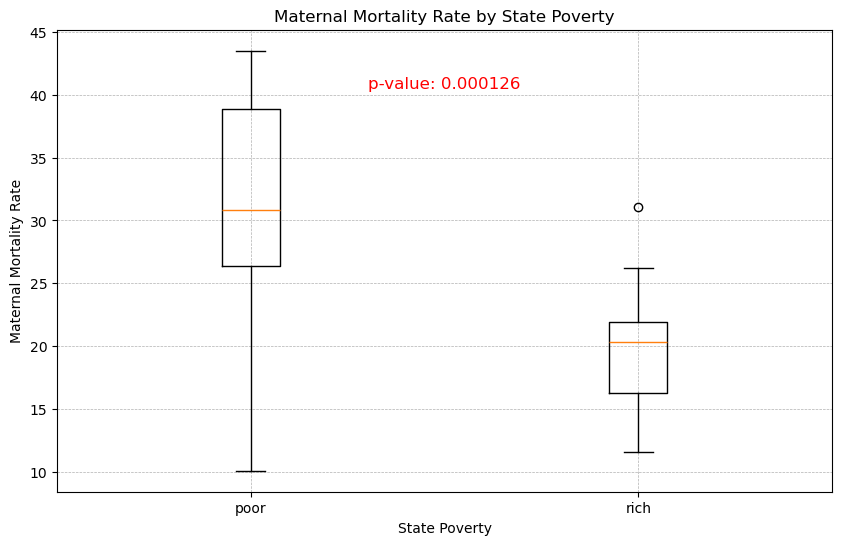 Maternal Mortality Rate by State Poverty
p-value: 0.000126
Maternal Mortality Rate
45
40
35
30
25
20
15
10
poor
rich
State Poverty